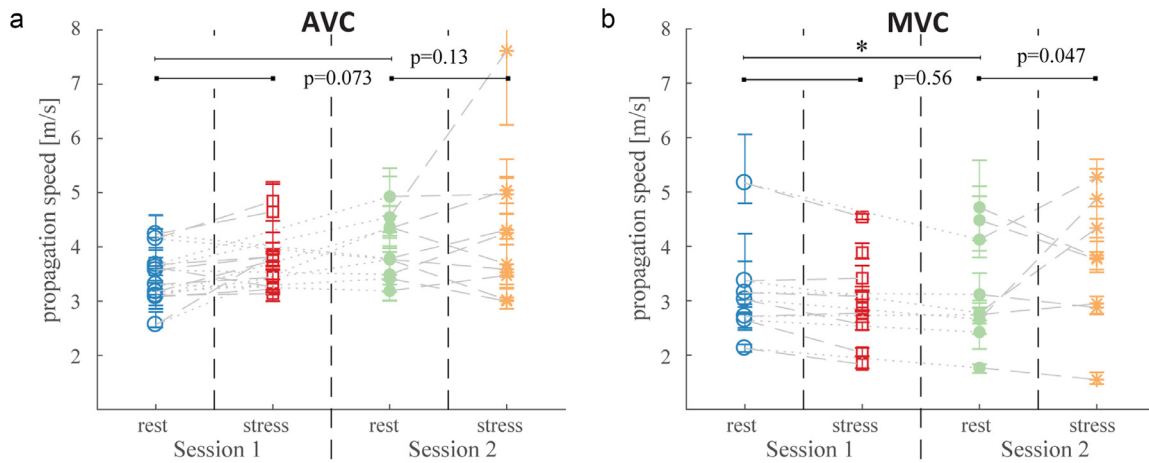 a
AVC
8
7
6
5
4
3
2
propagation speed [m/s]
p=0.13
p=0.073
rest
stress
rest
stress
Session 1
Session 2
b
MVC
8
7
6
5
4
3
2
propagation speed [m/s]
*
p=0.047
p=0.56
rest
stress
rest
stress
Session 1
Session 2